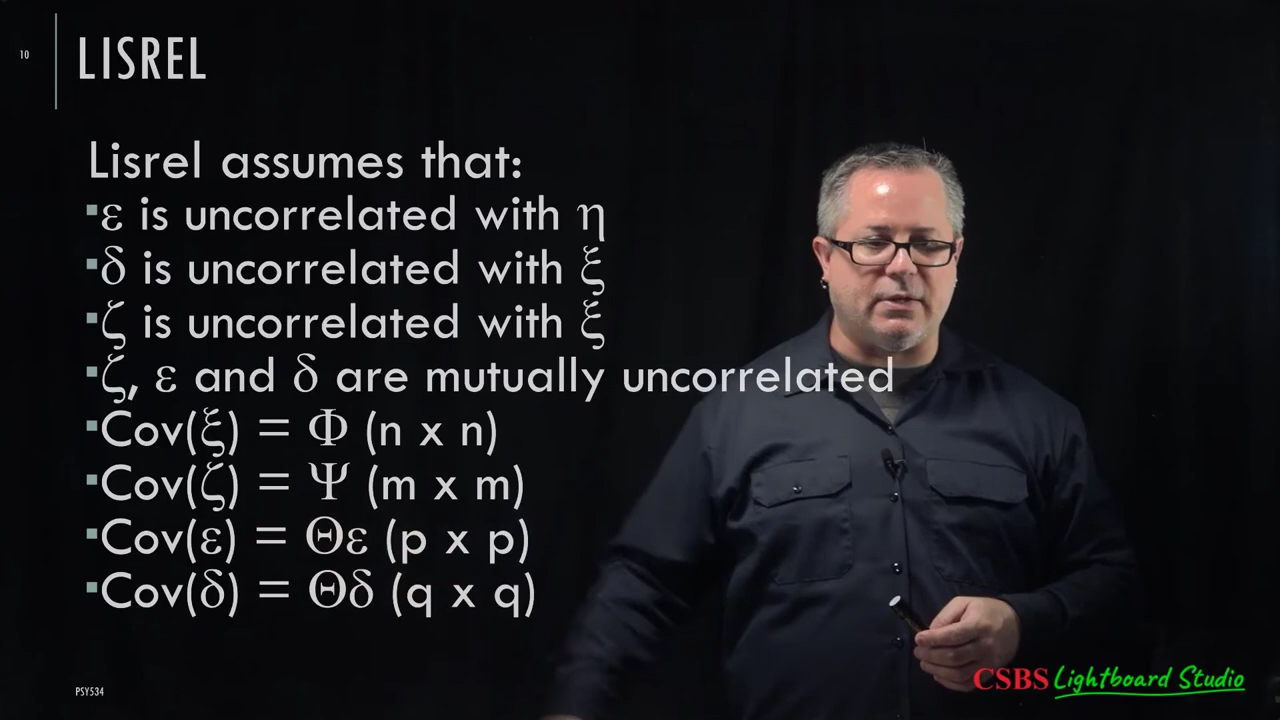 10
LISREL
Lisrel assumes that:
▪ε is uncorrelated with η
▪δ is uncorrelated with ξ
▪ζ is uncorrelated with ξ
▪ζ, ε and δ are mutually uncorrelated
▪Cov(ξ) = Φ (n x n)
▪Cov(ζ) = Ψ (m x m)
▪Cov(ε) = Θε (p x p)
▪Cov(δ) = Θδ (q x q)
PSY534
CSBS Lightboard Studio